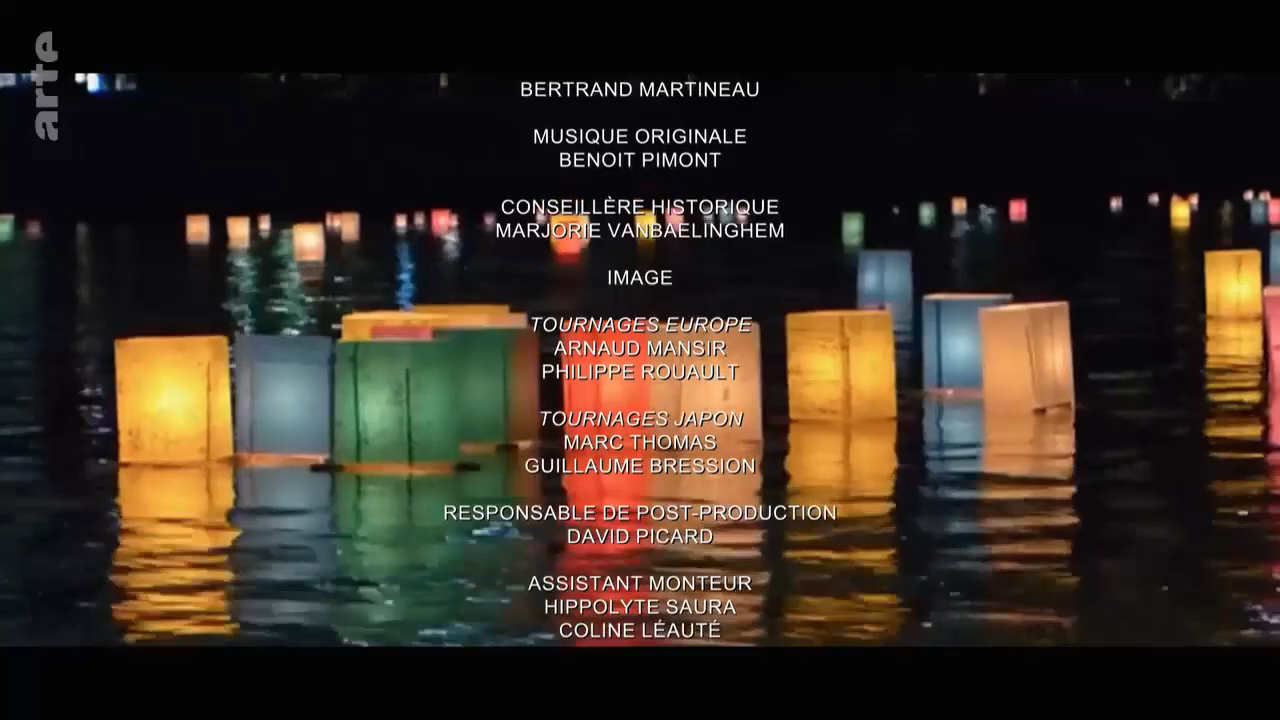 arte
BERTRAND MARTINEAU
MUSIQUE ORIGINALE
BENOIT PIMONT
CONSEILLÈRE HISTORIQUE
MARJORIE VANBAELINGHEM
IMAGE
TOURNAGES EUROPE
ARNAUD MANSIR
PHILIPPE ROUAULT
TOURNAGES JAPON
MARC THOMAS
GUILLAUME BRESSION
RESPONSABLE DE POST-PRODUCTION
DAVID PICARD
ASSISTANT MONTEUR
HIPPOLYTE SAURA
COLINE LÉAUTÉ